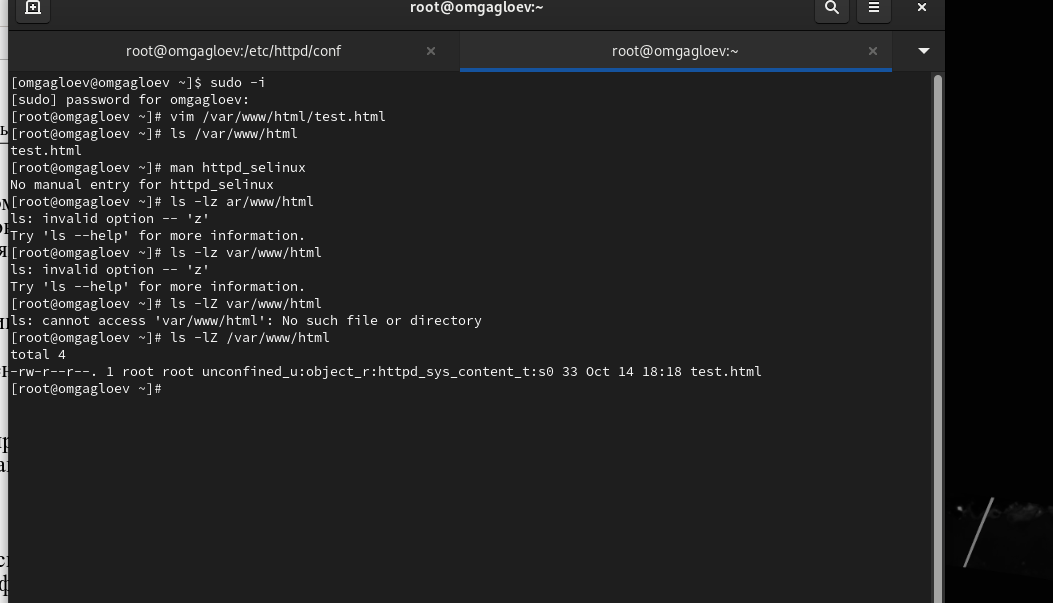 root@omgagloev:~
root@omgagloev:/etc/httpd/conf
root@omgagloev:~
[omgagloev@omgagloev ~]$ sudo -i
[sudo] password for omgagloev:
[root@omgagloev ~]# vim /var/www/html/test.html
[root@omgagloev ~]# ls /var/www/html
test.html
[root@omgagloev ~]# man httpd_selinux
No manual entry for httpd_selinux
[root@omgagloev ~]# ls -lz ar/www/html
ls: invalid option -- 'z'
Try 'ls --help' for more information.
[root@omgagloev ~]# ls -lz var/www/html
ls: invalid option -- 'z'
Try 'ls --help' for more information.
[root@omgagloev ~]# ls -lZ var/www/html
ls: cannot access 'var/www/html': No such file or directory
[root@omgagloev ~]# ls -lZ /var/www/html
total 4
-rw-r--r--. 1 root root unconfined_u:object_r:httpd_sys_content_t:s0 33 Oct 14 18:18 test.html
[root@omgagloev ~]#